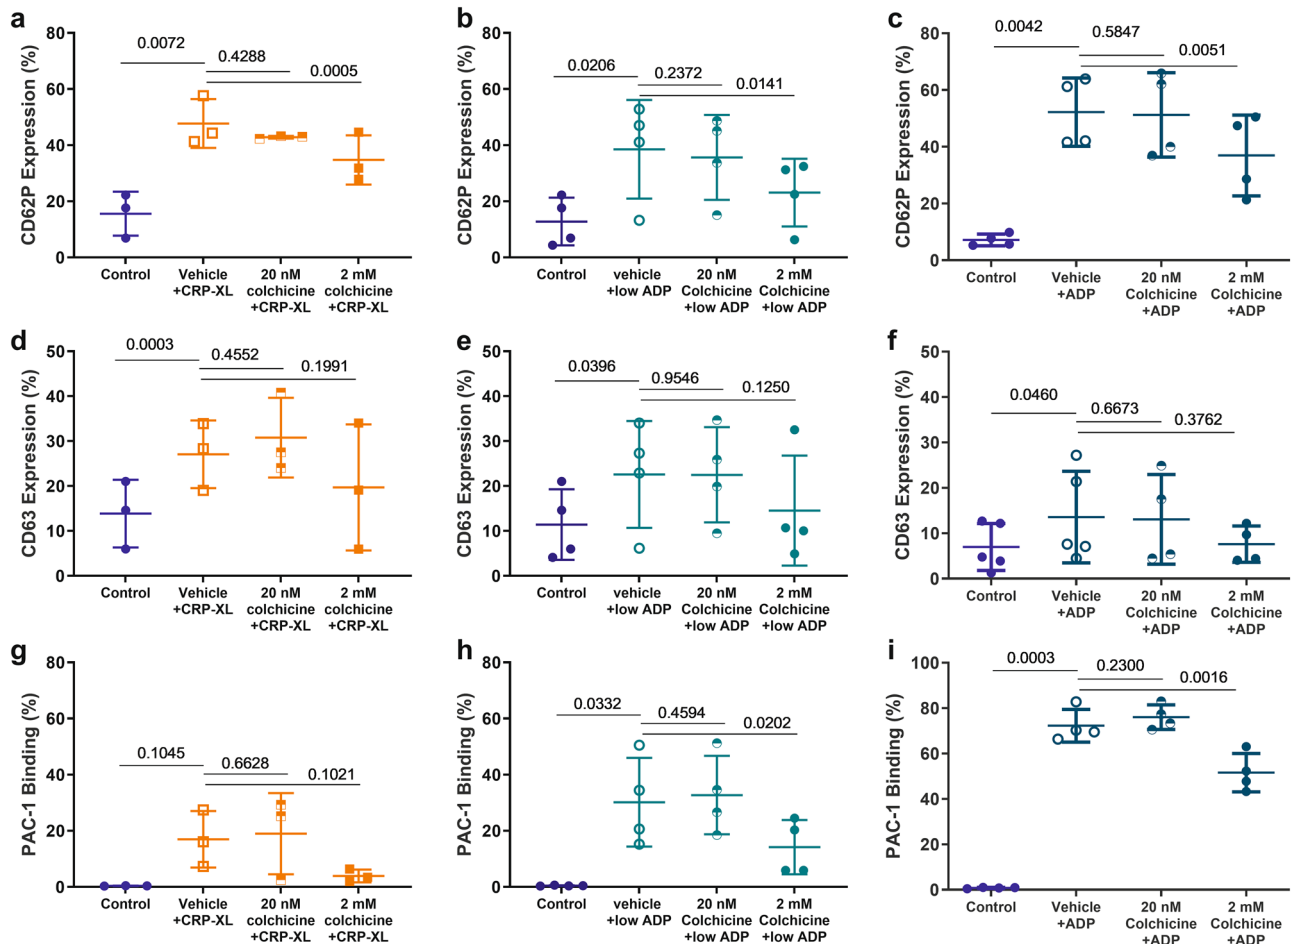 a
CD62P Expression (%)
80
60
40
20
0
0.0072
0.4288
0.0005
Control
Vehicle
+CRP-XL
20 nM
colchicine
+CRP-XL
2 mM
colchicine
+CRP-XL
b
CD62P Expression (%)
80
60
40
20
0
0.0206
0.2372
0.0141
Control
vehicle
+low ADP
20 nM
Colchicine
+low ADP
2 mM
Colchicine
+low ADP
c
CD62P Expression (%)
80
60
40
20
0
0.0042
0.5847
0.0051
Control
Vehicle
+ADP
20 nM
Colchicine
+ADP
2 mM
Colchicine
+ADP
d
CD63 Expression (%)
50
40
30
20
10
0
0.0003
0.4552
0.1991
Control
Vehicle
+CRP-XL
20 nM
colchicine
+CRP-XL
2 mM
colchicine
+CRP-XL
e
CD63 Expression (%)
50
40
30
20
10
0
0.0396
0.9546
0.1250
Control
vehicle
+low ADP
20 nM
Colchicine
+low ADP
2 mM
Colchicine
+low ADP
f
CD63 Expression (%)
50
40
30
20
10
0
0.0460
0.6673
0.3762
Control
Vehicle
+ADP
20 nM
Colchicine
+ADP
2 mM
Colchicine
+ADP
g
PAC-1 Binding (%)
80
60
40
20
0
0.1045
0.6628
0.1021
Control
Vehicle
+CRP-XL
20 nM
colchicine
+CRP-XL
2 mM
colchicine
+CRP-XL
h
PAC-1 Binding (%)
80
60
40
20
0
0.0332
0.4594
0.0202
Control
vehicle
+low ADP
20 nM
Colchicine
+low ADP
2 mM
Colchicine
+low ADP
i
PAC-1 Binding (%)
100
80
60
40
20
0
0.0003
0.2300
0.0016
Control
Vehicle
+ADP
20 nM
Colchicine
+ADP
2 mM
Colchicine
+ADP